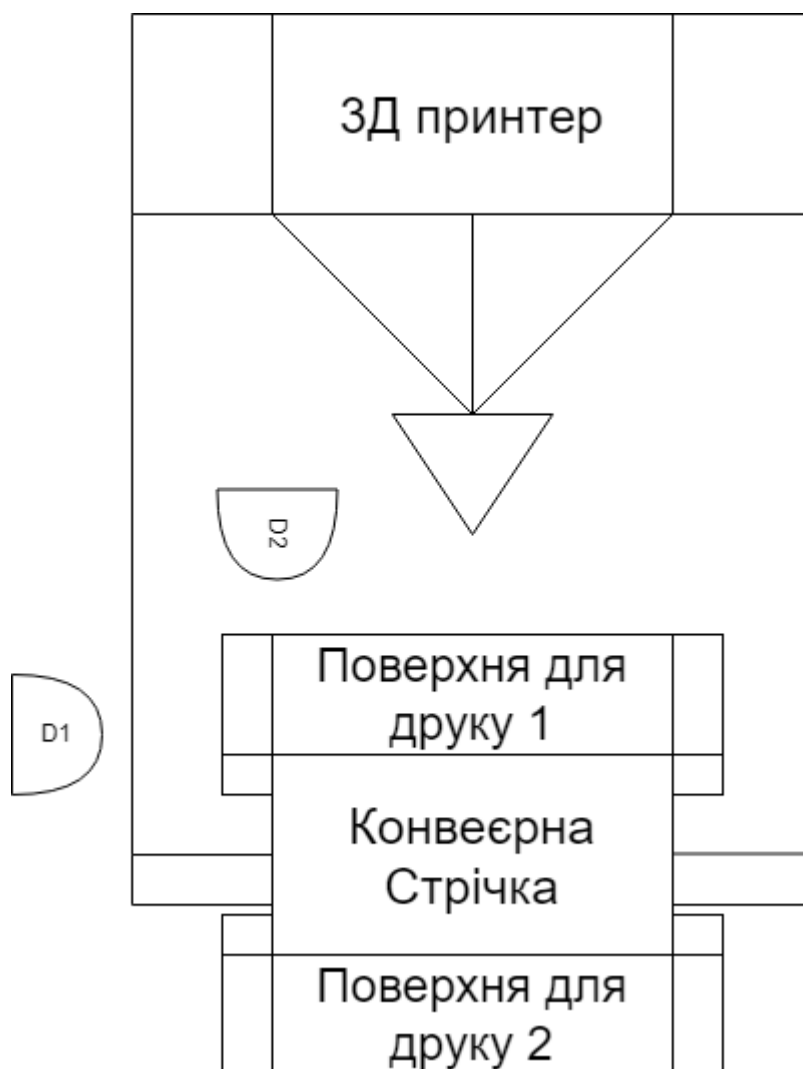 3Д принтер
D2
Поверхня для
друку 1
D1
Конвеєрна
Стрічка
Поверхня для
друку 2